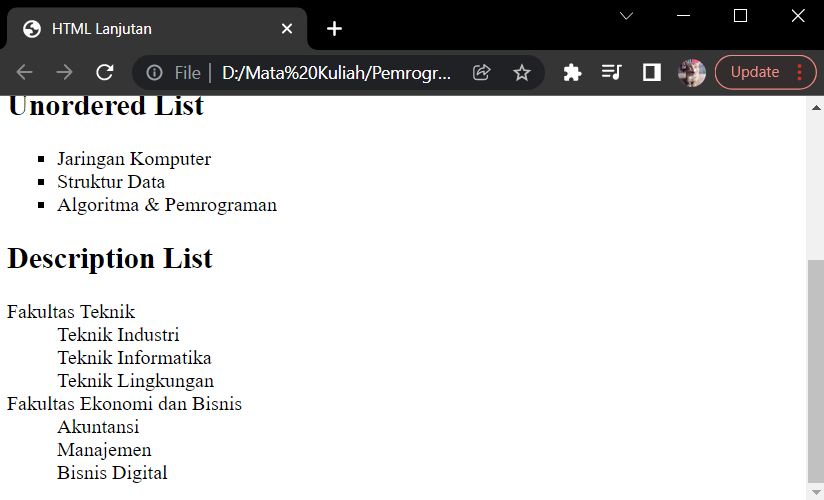 HTML Lanjutan
File | D:/Mata%20Kuliah/Pemrogr... Update
Unordered List
Jaringan Komputer
Struktur Data
Algoritma & Pemrograman
Description List
Fakultas Teknik
Teknik Industri
Teknik Informatika
Teknik Lingkungan
Fakultas Ekonomi dan Bisnis
Akuntansi
Manajemen
Bisnis Digital